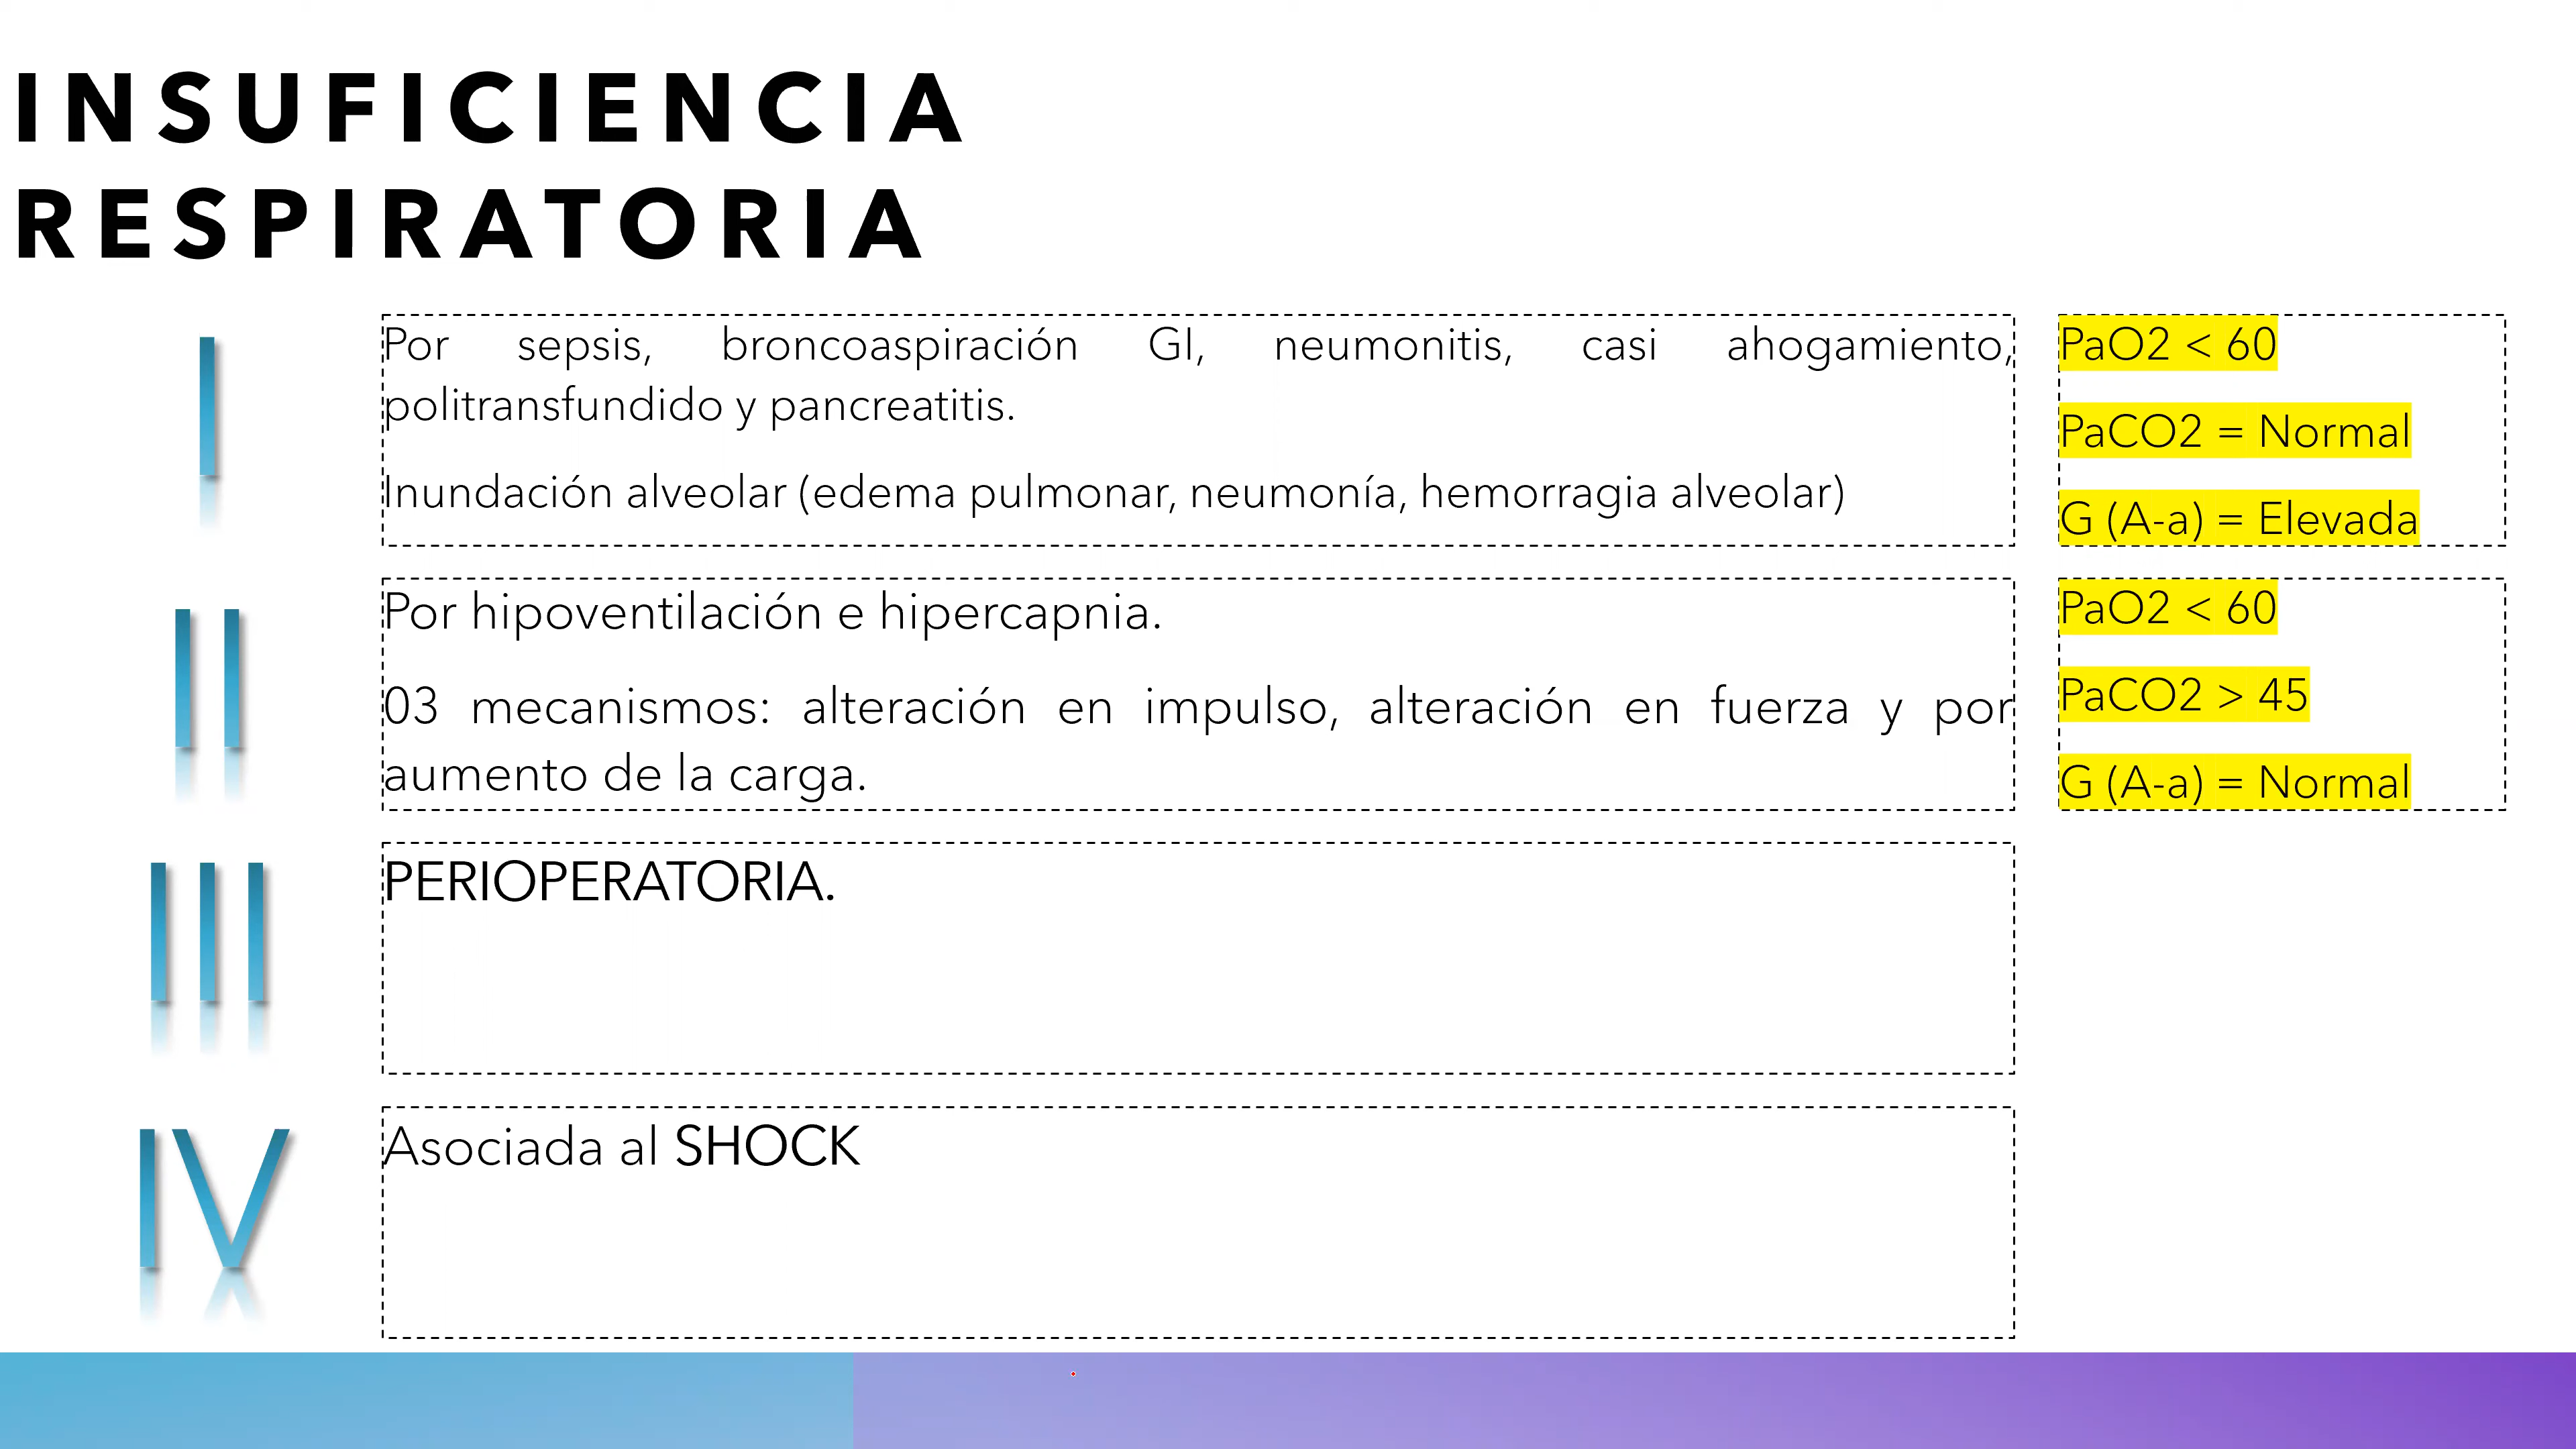 INSUFICIENCIA
RESPIRATORIA
I
Por sepsis, broncoaspiración GI, neumonitis, casi ahogamiento,
politransfundido y pancreatitis.
Inundación alveolar (edema pulmonar, neumonía, hemorragia alveolar)
PaO2 < 60
PaCO2 = Normal
G (A-a) = Elevada
II
Por hipoventilación e hipercapnia.
03 mecanismos: alteración en impulso, alteración en fuerza y por
aumento de la carga.
PaO2 < 60
PaCO2 > 45
G (A-a) = Normal
III
PERIOPERATORIA.
IV
Asociada al SHOCK